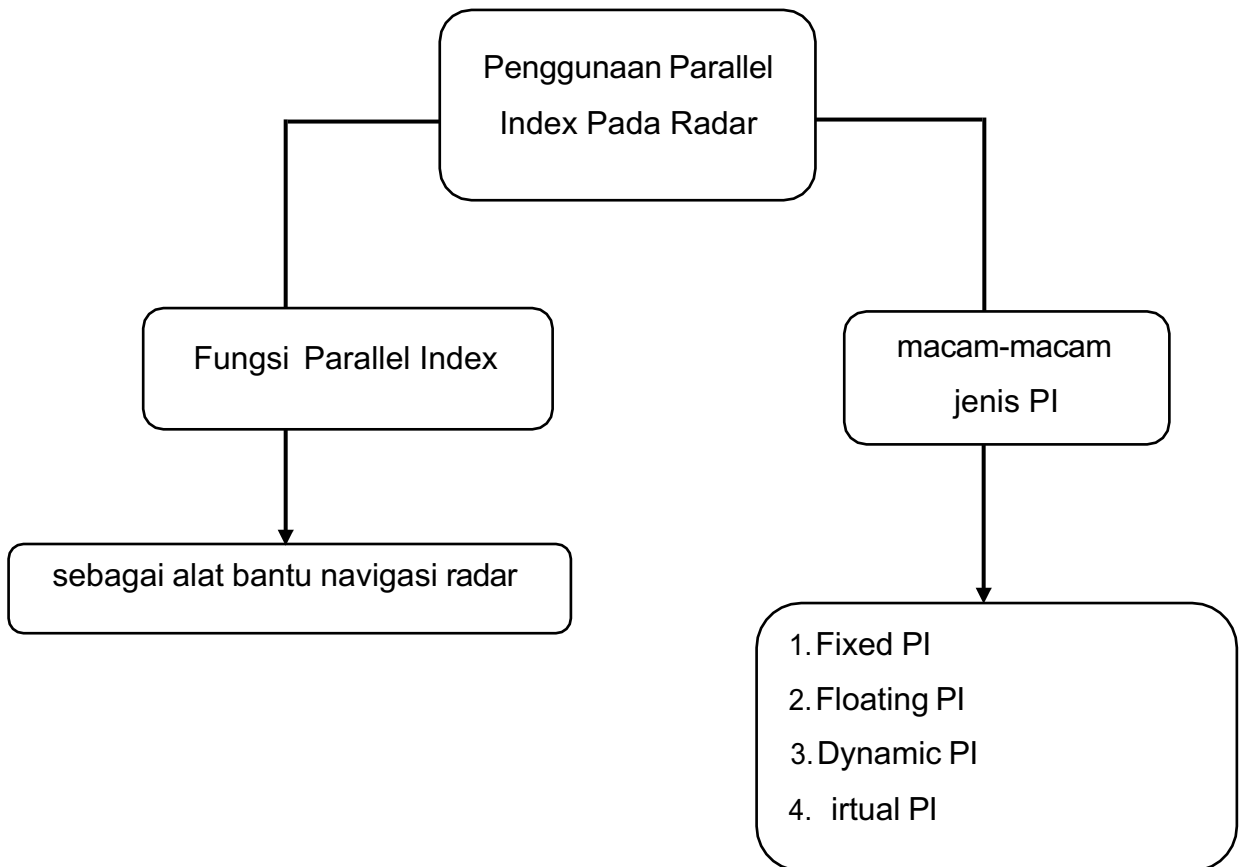 Penggunaan Parallel
Index Pada Radar
Fungsi Parallel Index
macam-macam
jenis PI
sebagai alat bantu navigasi radar
1. Fixed PI
2. Floating PI
3. Dynamic PI
4. irtual PI